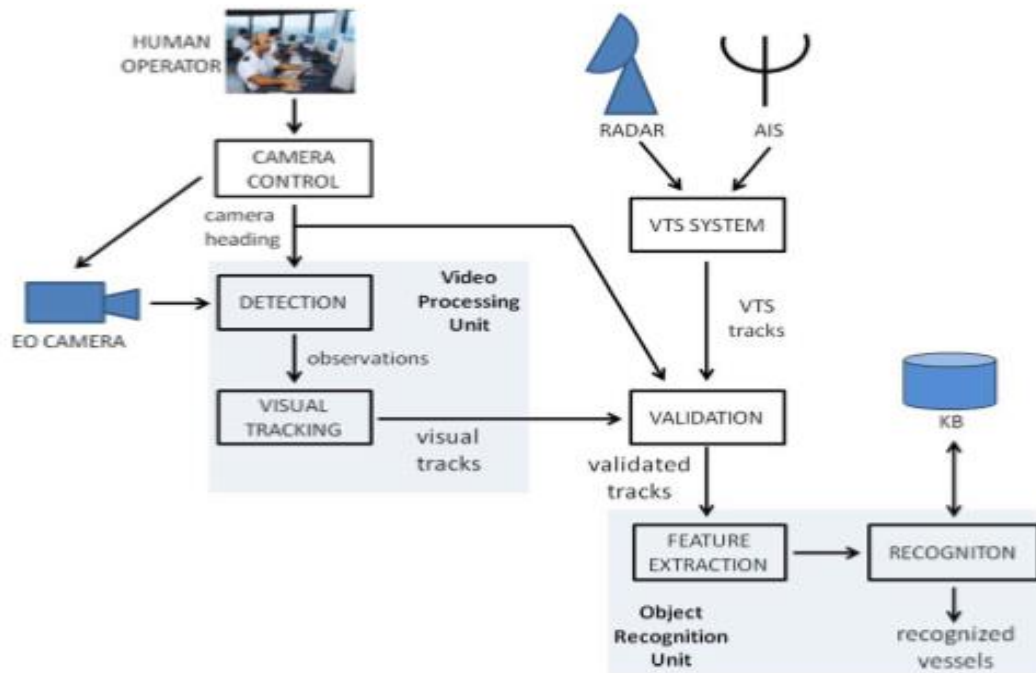 HUMAN
OPERATOR
RADAR
AIS
CAMERA
CONTROL
VTS SYSTEM
camera
heading
DETECTION
Video
Processing
Unit
EO CAMERA
VTS
tracks
observations
VISUAL
TRACKING
VALIDATION
KB
visual
tracks
validated
tracks
FEATURE
EXTRACTION
RECOGNITON
Object
Recognition
Unit
recognized
vessels